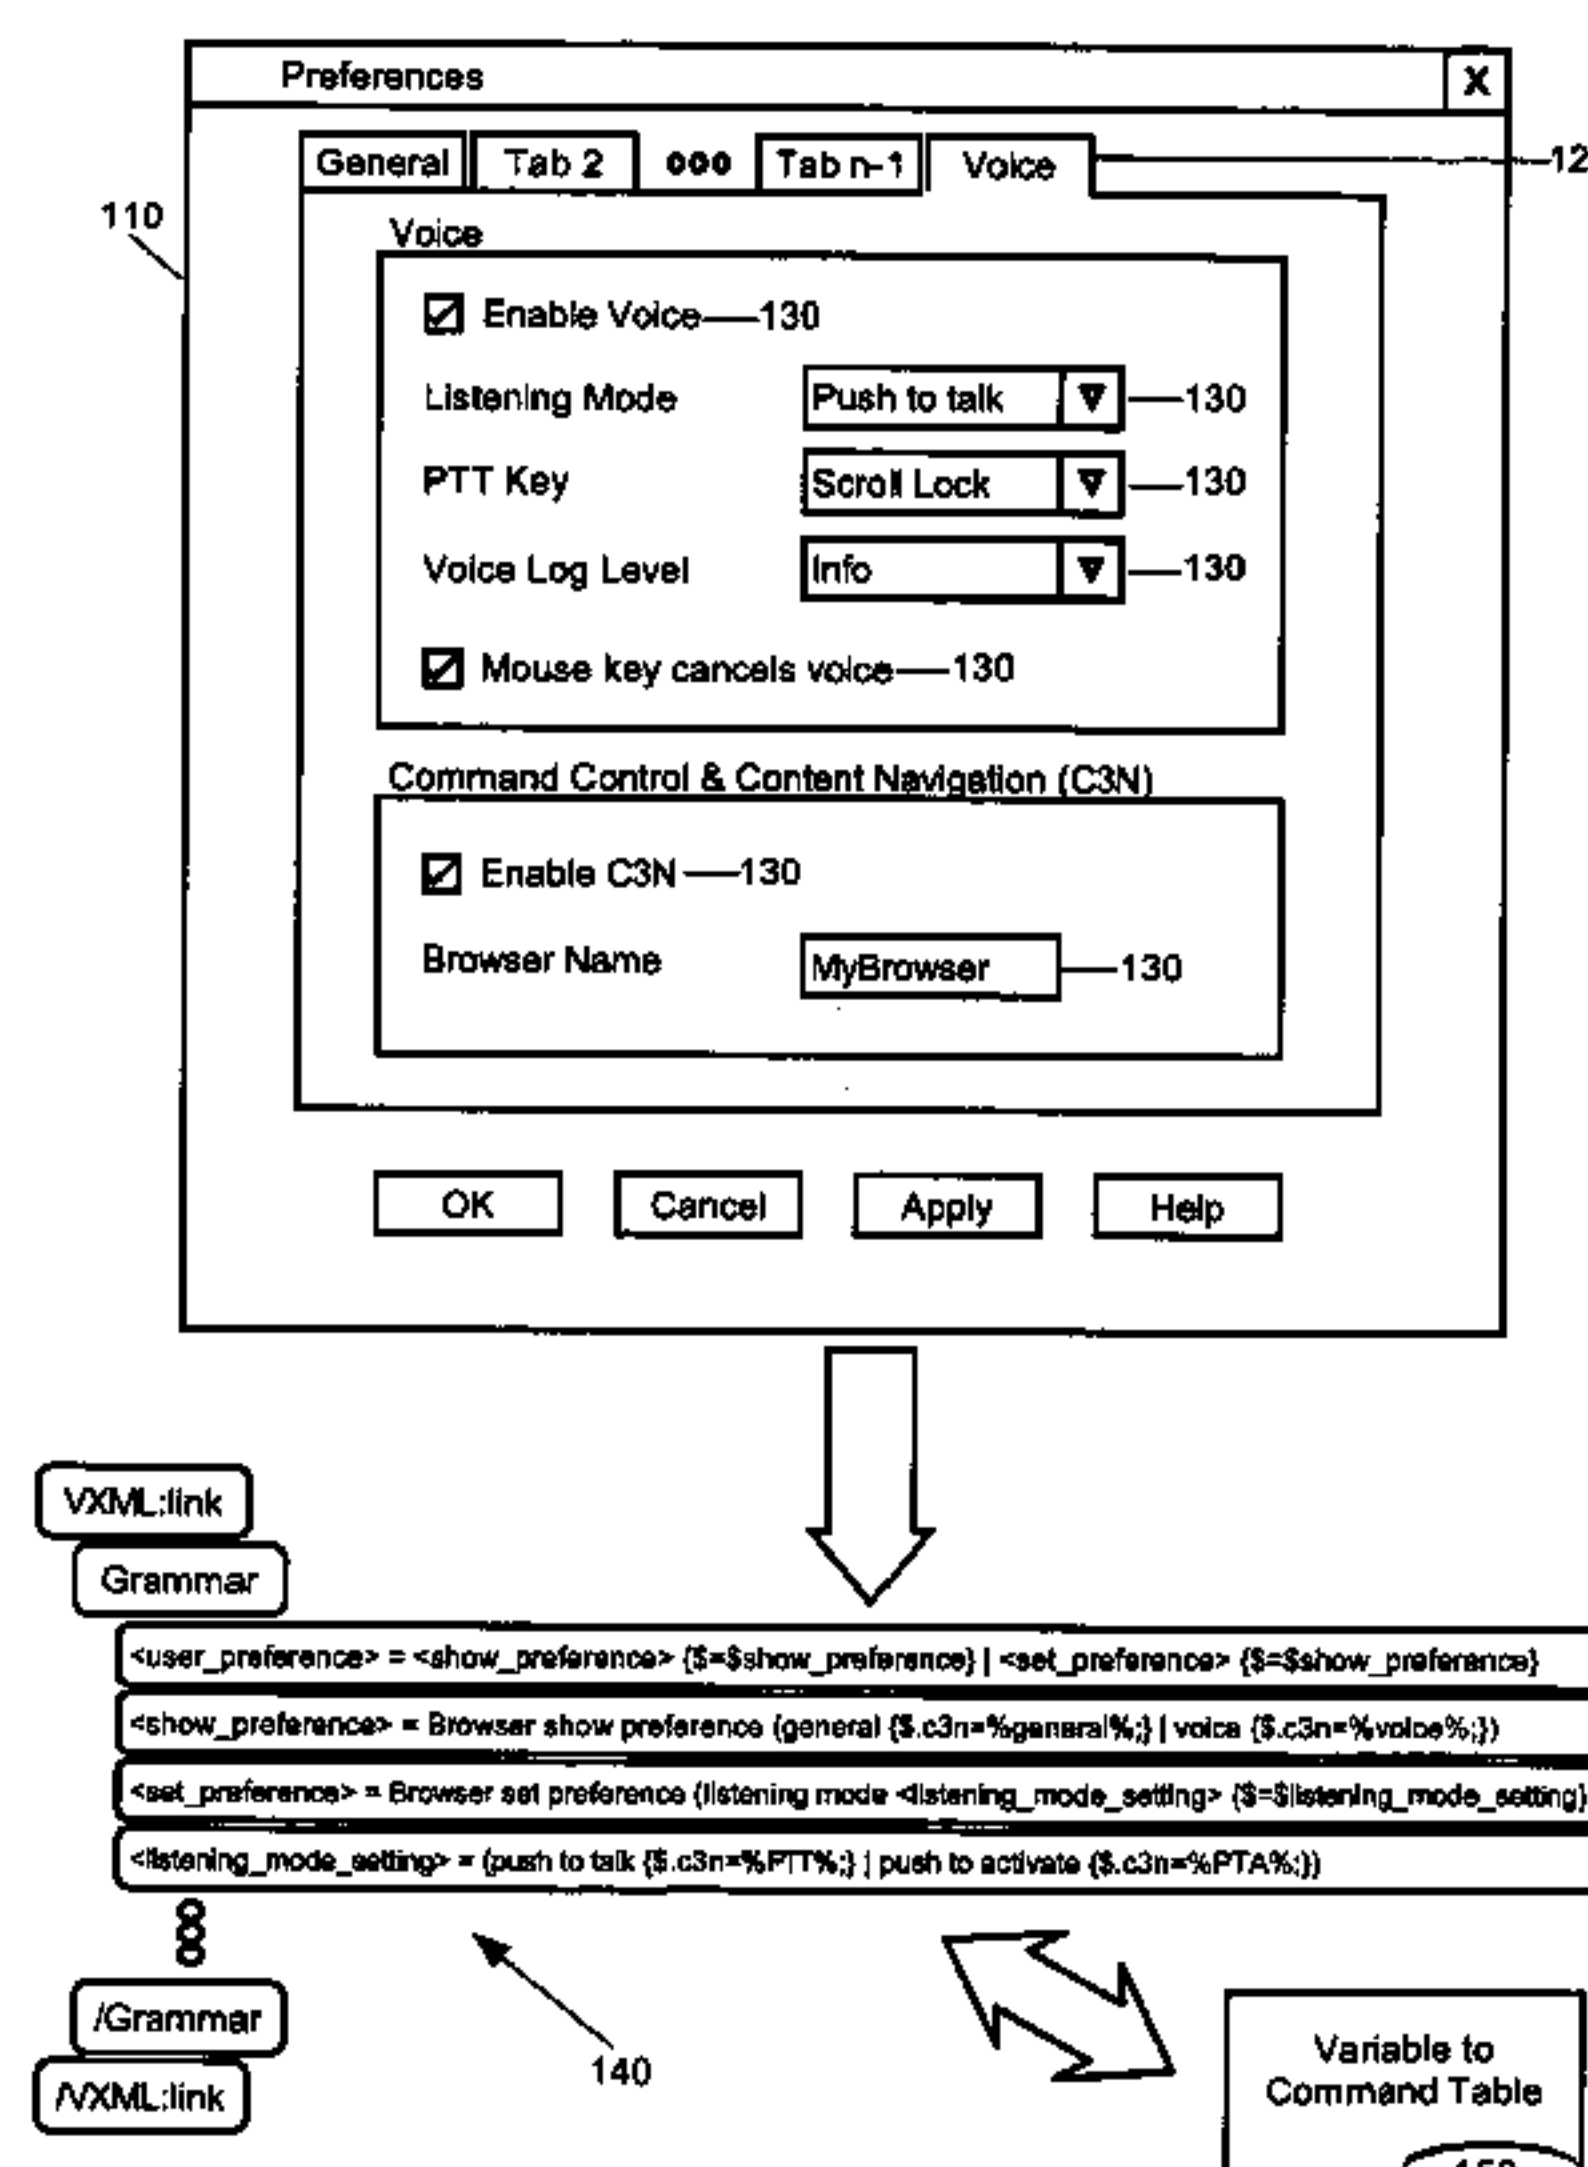 Preferences X
General Tab 2 ooo Tab n-1 Voice 12
110
Voice
Enable Voice 130
Listening Mode Push to talk 130
PTT Key Scroll Lock 130
Voice Log Level Info 130
Mouse key cancels voice 130
Command Control & Content Navigation (C3N)
Enable C3N 130
Browser Name MyBrowser 130
OK Cancel Apply Help
VXML:link
Grammar
<user_preference> = <show_preference> {$=$show_preference} | <set_preference> {$=$show_preference}
<show_preference> = Browser show preference (general {$.c3n=%general%;} | voice {$.c3n=%voice%;})
<set_preference> = Browser set preference (listening mode <listening_mode_setting> {$=$listening_mode_setting}
<listening_mode_setting> = (push to talk {$.c3n=%PTT%;} | push to activate {$.c3n=%PTA%;})
/Grammar
/VXML:link
140
Variable to
Command Table